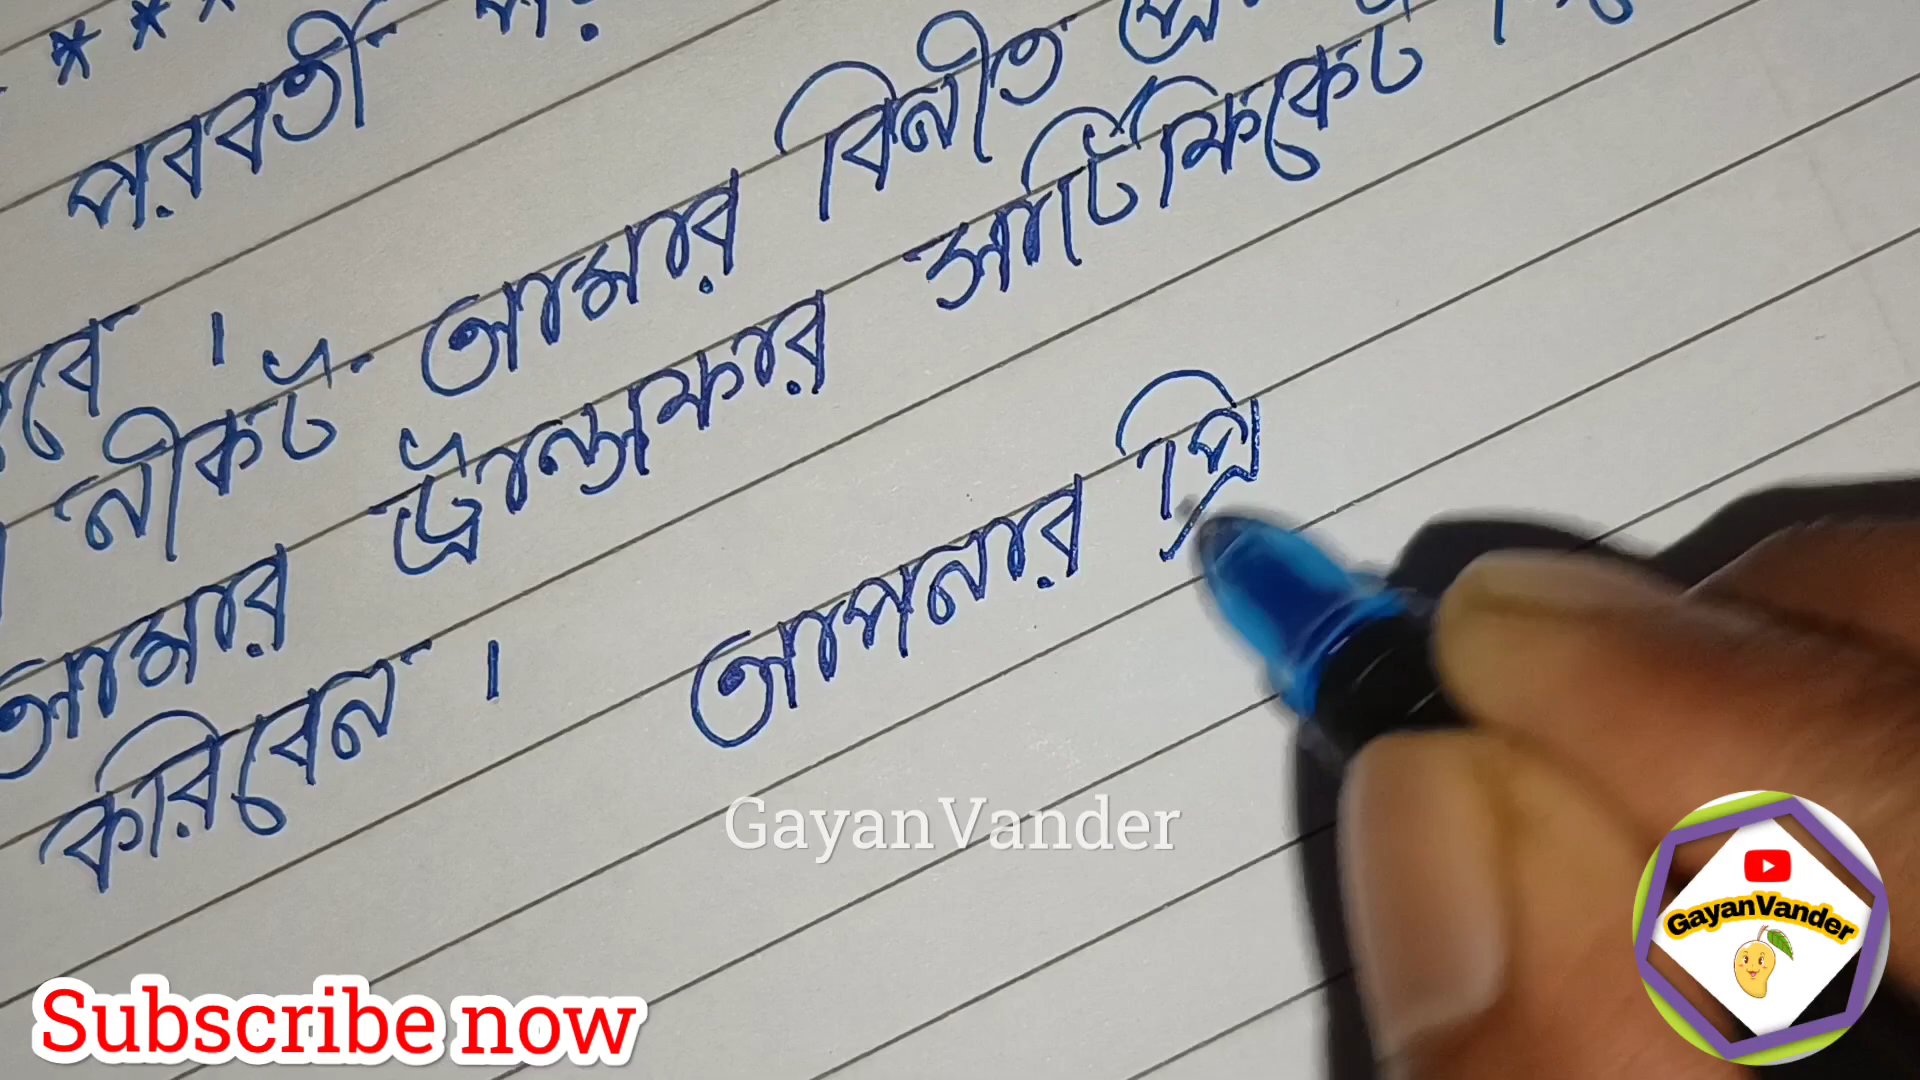 পরবর্তী
বে ।
নীকট আমার বিনীত
আমার ট্রান্সফার সার্টিফিকেট
করিবেন ।
আপনার প্রি
GayanVander
GayanVander
Subscribe now